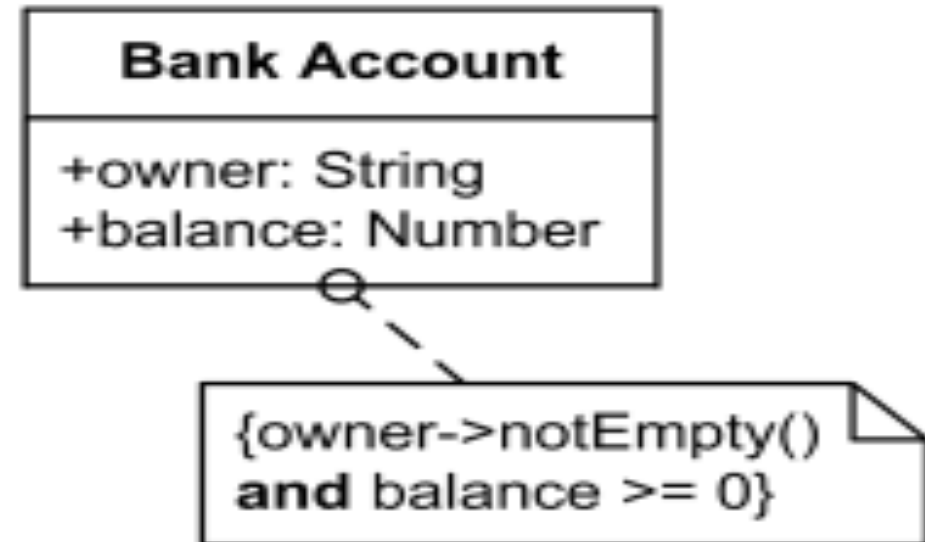 Bank Account
+owner: String
+balance: Number
{owner->notEmpty()
and balance >= 0}